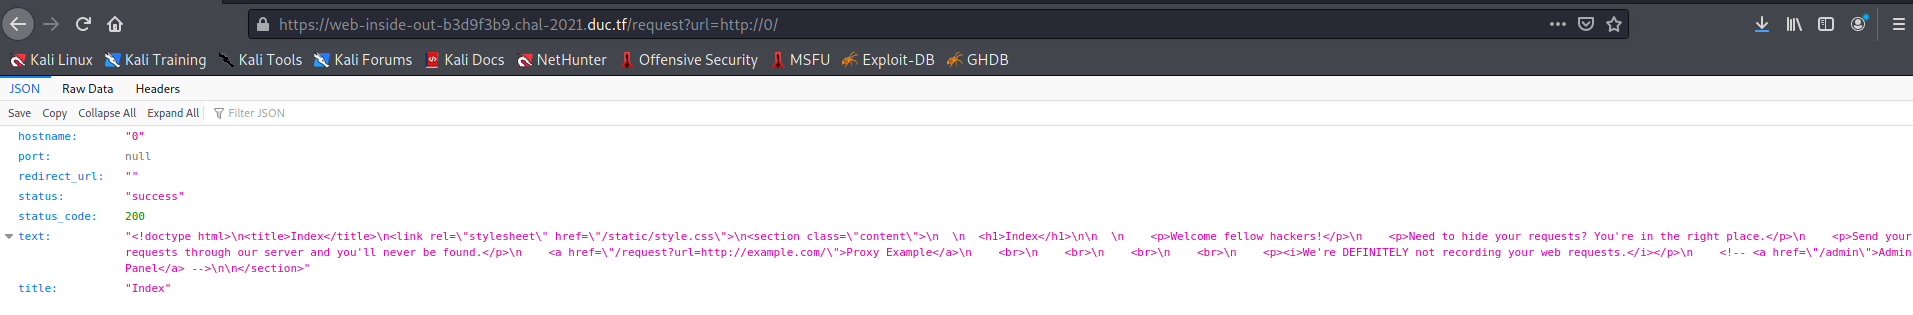 https://web-inside-out-b3d9f3b9.chal-2021.duc.tf/request?url=http://0/
Kali Linux Kali Training Kali Tools Kali Forums Kali Docs NetHunter Offensive Security MSFU Exploit-DB GHDB
JSON Raw Data Headers
Save Copy Collapse All Expand All Filter JSON
hostname: "0"
port: null
redirect_url: ""
status: "success"
status_code: 200
text: "<!doctype html>\n<title>Index</title>\n<link rel=\"stylesheet\" href=\"/static/style.css\">\n<section class=\"content\">\n  \n  <h1>Index</h1>\n\n  \n    <p>Welcome fellow hackers!</p>\n    <p>Need to hide your requests? You're in the right place.</p>\n    <p>Send your
requests through our server and you'll never be found.</p>\n    <a href=\"/request?url=http://example.com/\">Proxy Example</a>\n    <br>\n    <br>\n    <br>\n    <br>\n    <p><i>We're DEFINITELY not recording your web requests.</i></p>\n    <!-- <a href=\"/admin\">Admin
Panel</a> -->\n\n</section>"
title: "Index"